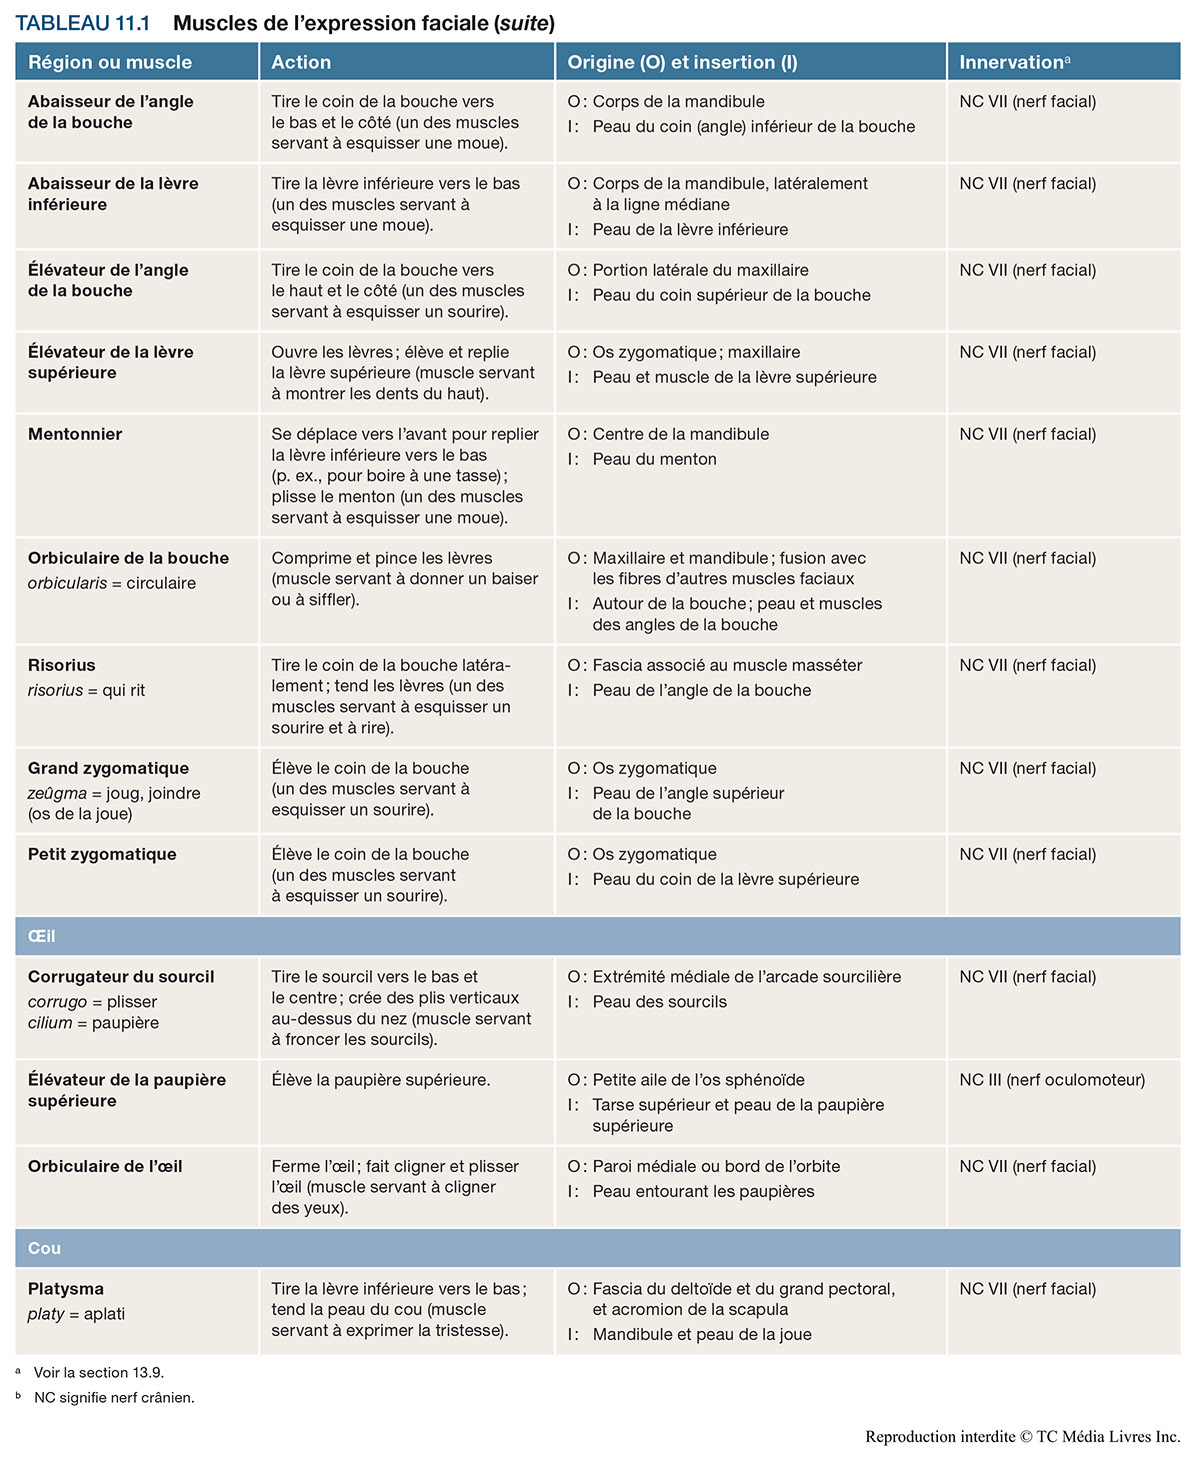 TABLEAU 11.1 Muscles de l’expression faciale (suite)
Région ou muscle
Action
Origine (O) et insertion (I)
Innervationᵃ
Abaisseur de l’angle
de la bouche
Tire le coin de la bouche vers
le bas et le côté (un des muscles
servant à esquisser une moue).
O : Corps de la mandibule
I : Peau du coin (angle) inférieur de la bouche
NC VII (nerf facial)
Abaisseur de la lèvre
inférieure
Tire la lèvre inférieure vers le bas
(un des muscles servant à
esquisser une moue).
O : Corps de la mandibule, latéralement
à la ligne médiane
I : Peau de la lèvre inférieure
NC VII (nerf facial)
Élévateur de l’angle
de la bouche
Tire le coin de la bouche vers
le haut et le côté (un des muscles
servant à esquisser un sourire).
O : Portion latérale du maxillaire
I : Peau du coin supérieur de la bouche
NC VII (nerf facial)
Élévateur de la lèvre
supérieure
Ouvre les lèvres ; élève et replie
la lèvre supérieure (muscle servant
à montrer les dents du haut).
O : Os zygomatique ; maxillaire
I : Peau et muscle de la lèvre supérieure
NC VII (nerf facial)
Mentonnier
Se déplace vers l’avant pour replier
la lèvre inférieure vers le bas
(p. ex., pour boire à une tasse) ;
plisse le menton (un des muscles
servant à esquisser une moue).
O : Centre de la mandibule
I : Peau du menton
NC VII (nerf facial)
Orbiculaire de la bouche
orbicularis = circulaire
Comprime et pince les lèvres
(muscle servant à donner un baiser
ou à siffler).
O : Maxillaire et mandibule ; fusion avec
les fibres d’autres muscles faciaux
I : Autour de la bouche ; peau et muscles
des angles de la bouche
NC VII (nerf facial)
Risorius
risorius = qui rit
Tire le coin de la bouche latéra-
lement ; tend les lèvres (un des
muscles servant à esquisser un
sourire et à rire).
O : Fascia associé au muscle masséter
I : Peau de l’angle de la bouche
NC VII (nerf facial)
Grand zygomatique
zeûgma = joug, joindre
(os de la joue)
Élève le coin de la bouche
(un des muscles servant à
esquisser un sourire).
O : Os zygomatique
I : Peau de l’angle supérieur
de la bouche
NC VII (nerf facial)
Petit zygomatique
Élève le coin de la bouche
(un des muscles servant
à esquisser un sourire).
O : Os zygomatique
I : Peau du coin de la lèvre supérieure
NC VII (nerf facial)
Œil
Corrugateur du sourcil
corrugo = plisser
cilium = paupière
Tire le sourcil vers le bas et
le centre ; crée des plis verticaux
au-dessus du nez (muscle servant
à froncer les sourcils).
O : Extrémité médiale de l’arcade sourcilière
I : Peau des sourcils
NC VII (nerf facial)
Élévateur de la paupière
supérieure
Élève la paupière supérieure.
O : Petite aile de l’os sphénoïde
I : Tarse supérieur et peau de la paupière
supérieure
NC III (nerf oculomoteur)
Orbiculaire de l’œil
Ferme l’œil ; fait cligner et plisser
l’œil (muscle servant à cligner
des yeux).
O : Paroi médiale ou bord de l’orbite
I : Peau entourant les paupières
NC VII (nerf facial)
Cou
Platysma
platy = aplati
Tire la lèvre inférieure vers le bas ;
tend la peau du cou (muscle
servant à exprimer la tristesse).
O : Fascia du deltoïde et du grand pectoral,
et acromion de la scapula
I : Mandibule et peau de la joue
NC VII (nerf facial)
ᵃ Voir la section 13.9.
ᵇ NC signifie nerf crânien.
Reproduction interdite © TC Média Livres Inc.